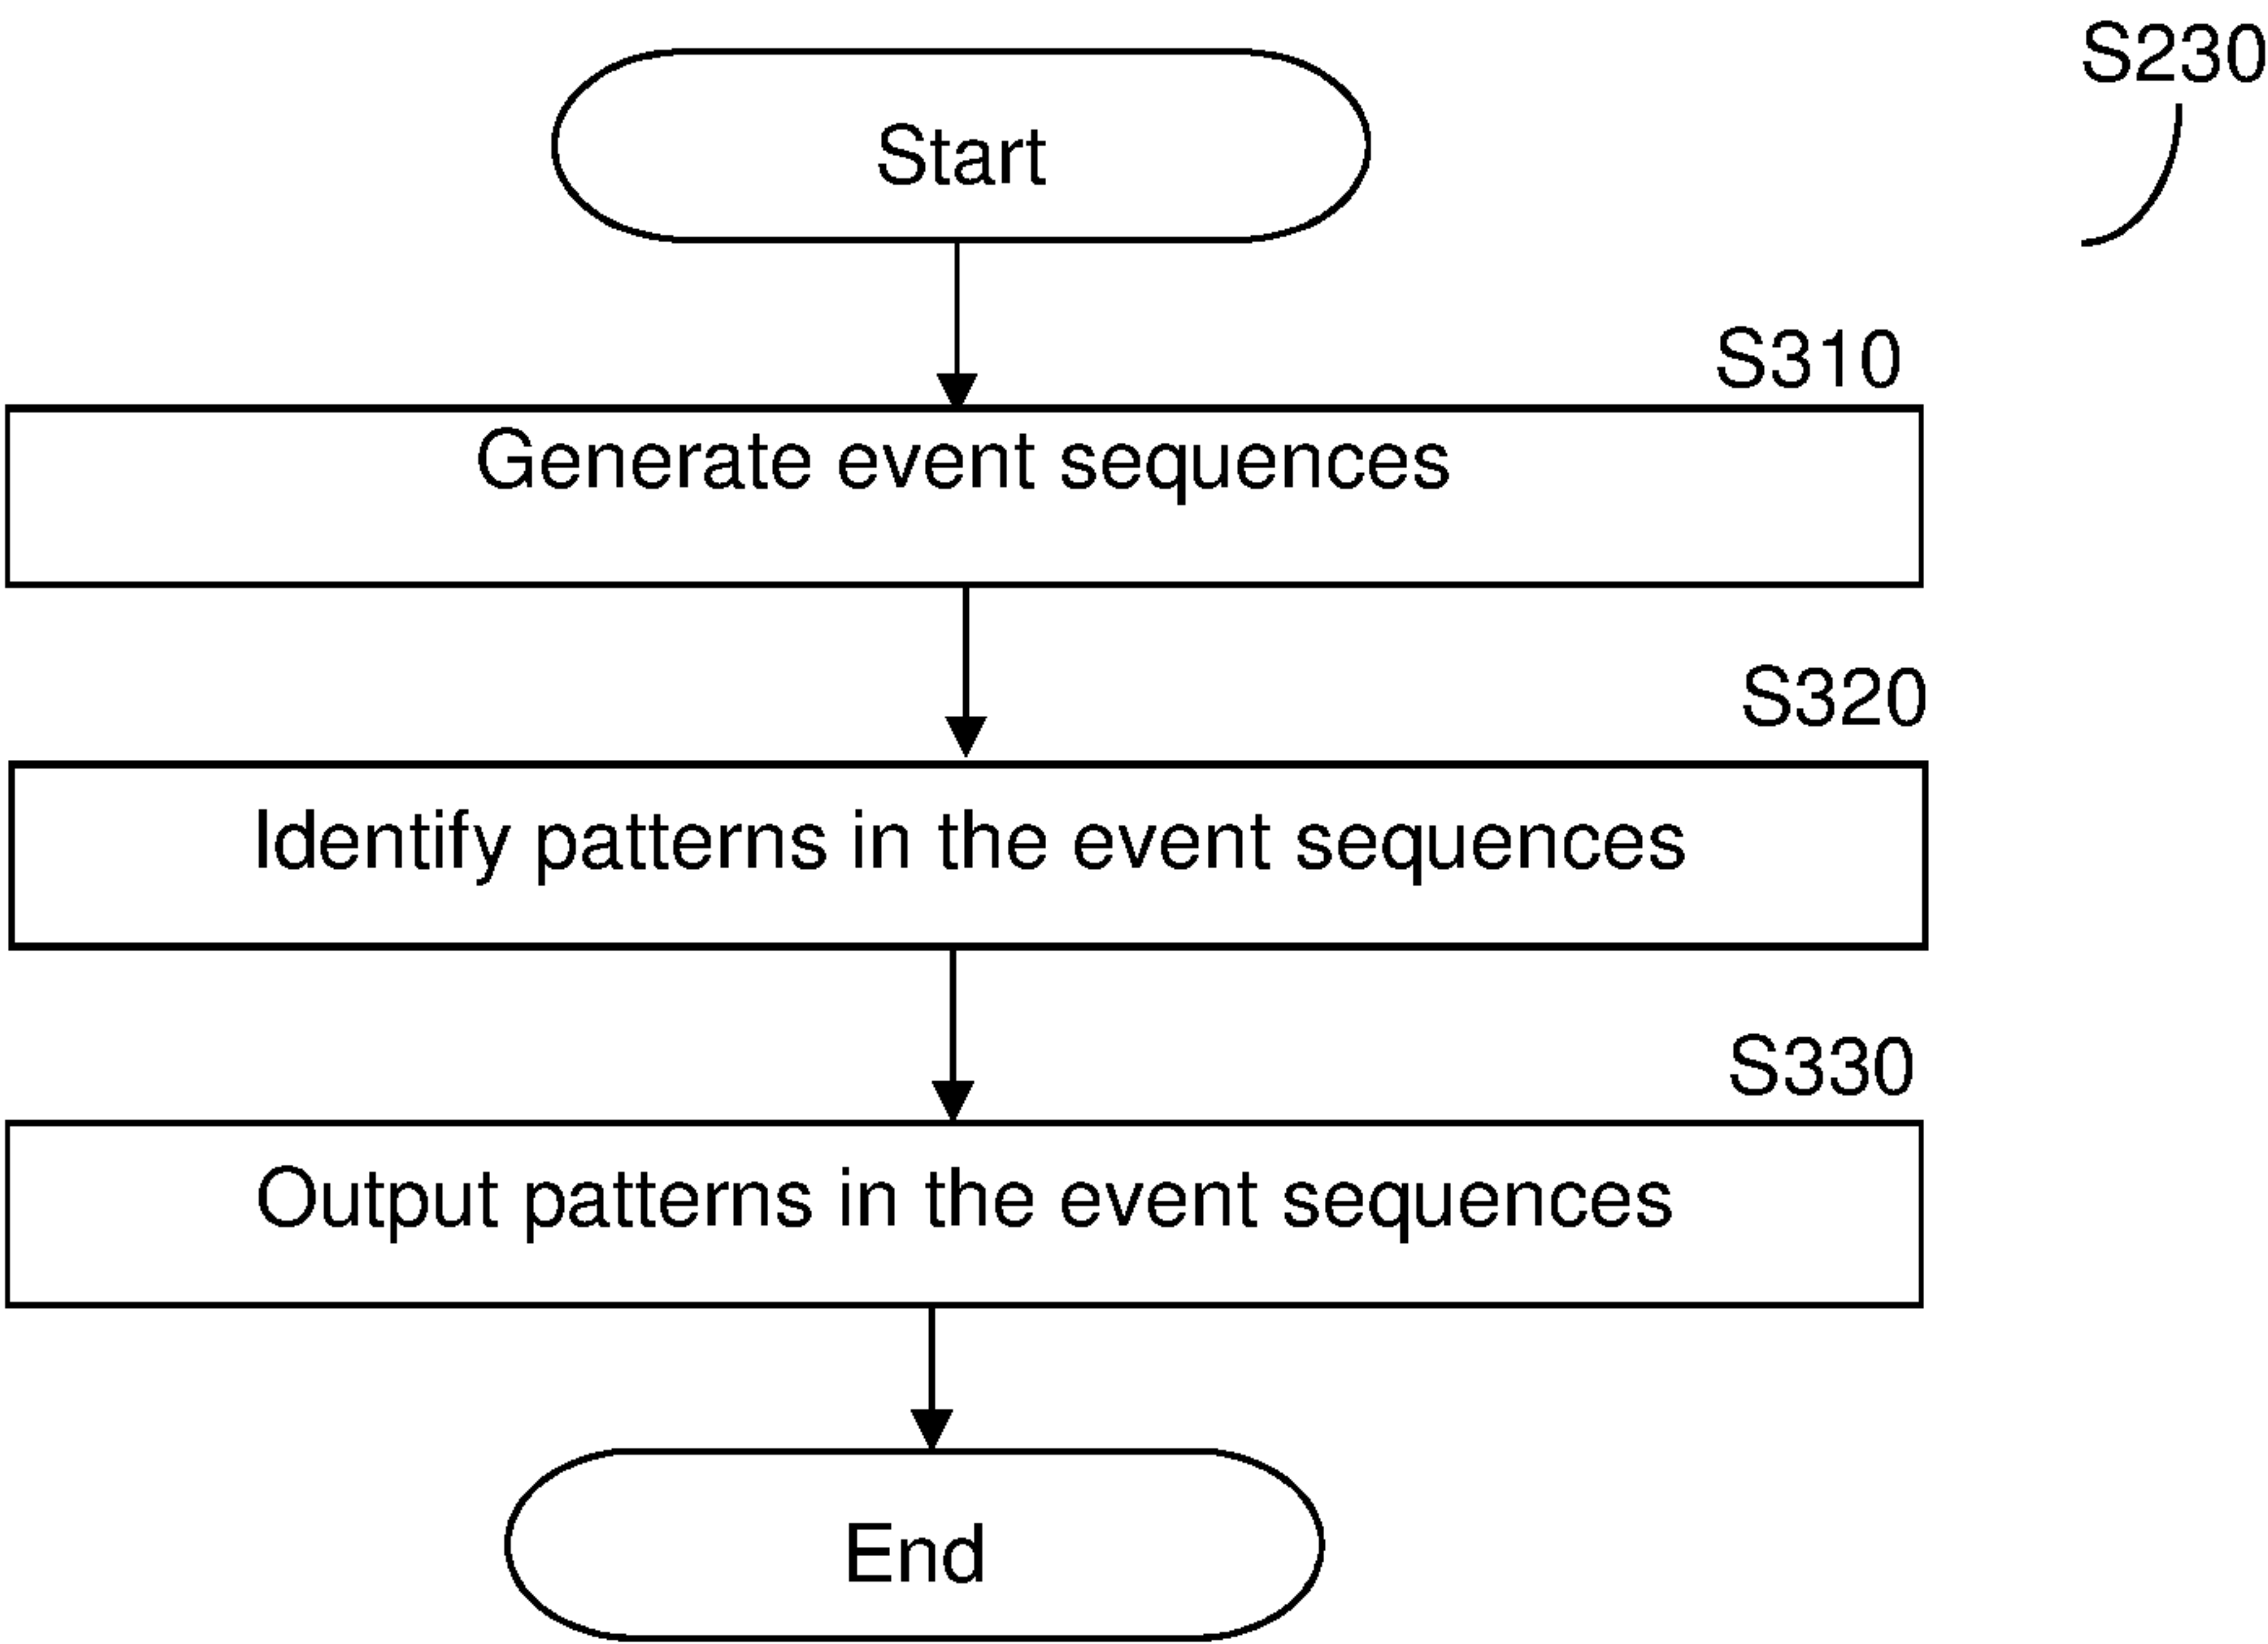 S230
Start
S310
Generate event sequences
S320
Identify patterns in the event sequences
S330
Output patterns in the event sequences
End